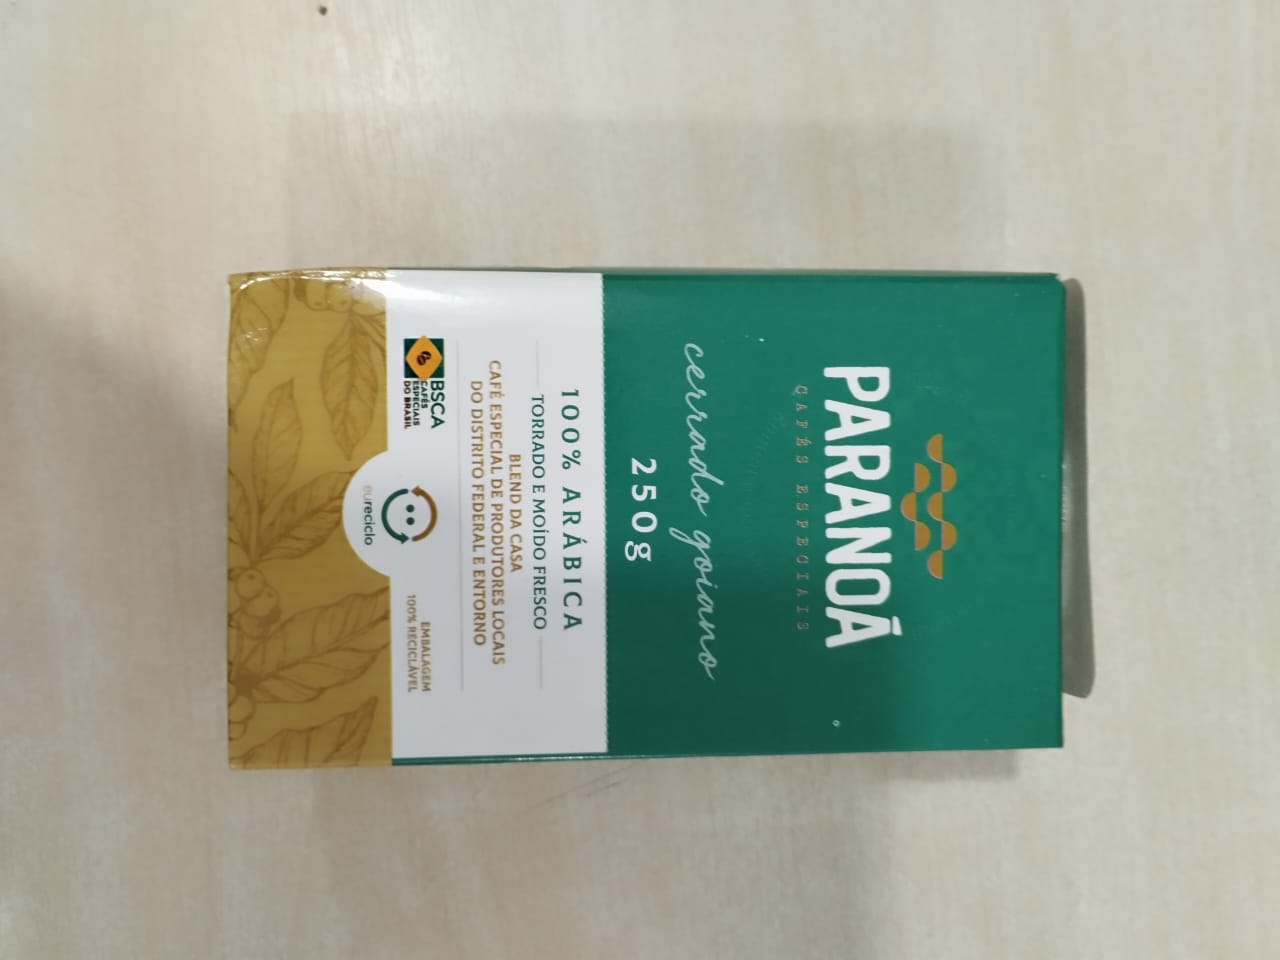 PARANOÁ
CAFÉS ESPECIAIS
cerrado goiano
250g
100% ARÁBICA
TORRADO E MOÍDO FRESCO
BLEND DA CASA
CAFÉ ESPECIAL DE PRODUTORES LOCAIS
DO DISTRITO FEDERAL E ENTORNO
BSCA
CAFÉS
ESPECIAIS
DO BRASIL
eureciclo
EMBALAGEM
100% RECICLÁVEL